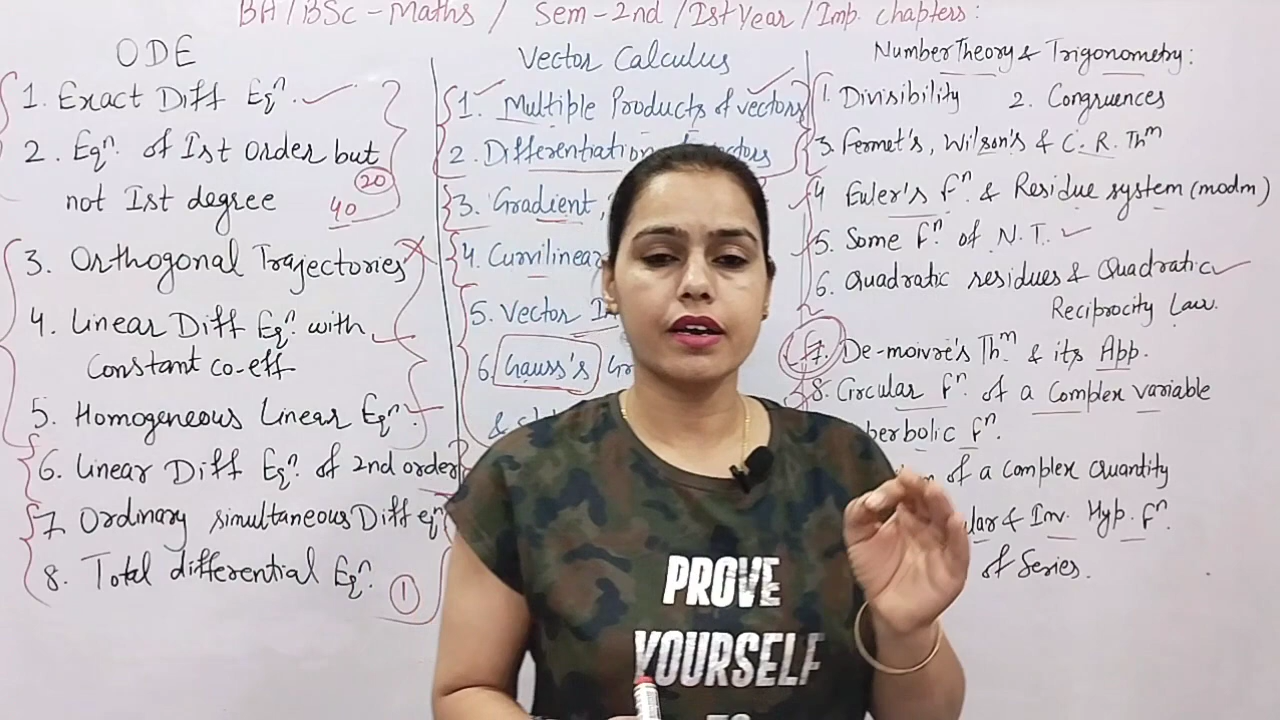 BA/BSc-Maths / Sem-2nd / Ist Year / Imp. chapters:
ODE
1. Exact Diff Eqn.
2. Eqn. of Ist order but
not Ist degree
20
40
3. Orthogonal Trajectories
4. Linear Diff Eqn. with
Constant co-eff
5. Homogeneous Linear Eqn.
6. Linear Diff Eqn. of 2nd order
7. Ordinary simultaneous Diff eqn
8. Total differential Eqn.
1
Vector Calculus
1. Multiple Products of vectors
2. Differentiation
3. Gradient,
4. Curvilinear
5. Vector
6. Gauss's
&
Number Theory & Trigonometry:
1. Divisibility 2. Congruences
3. Fermet's, Wilson's & C.R. Thm
4 Euler's fn. & Residue system (modm)
5. Some fn. of N.T.
6. Quadratic residues & Quadratic
Reciprocity Law.
7. De-moivre's Thm & its App.
8. Circular fn. of a Complex variable
fn.
of a complex quantity
& Inv. Hyp. fn.
of Series.
PROVE
YOURSELF
TO